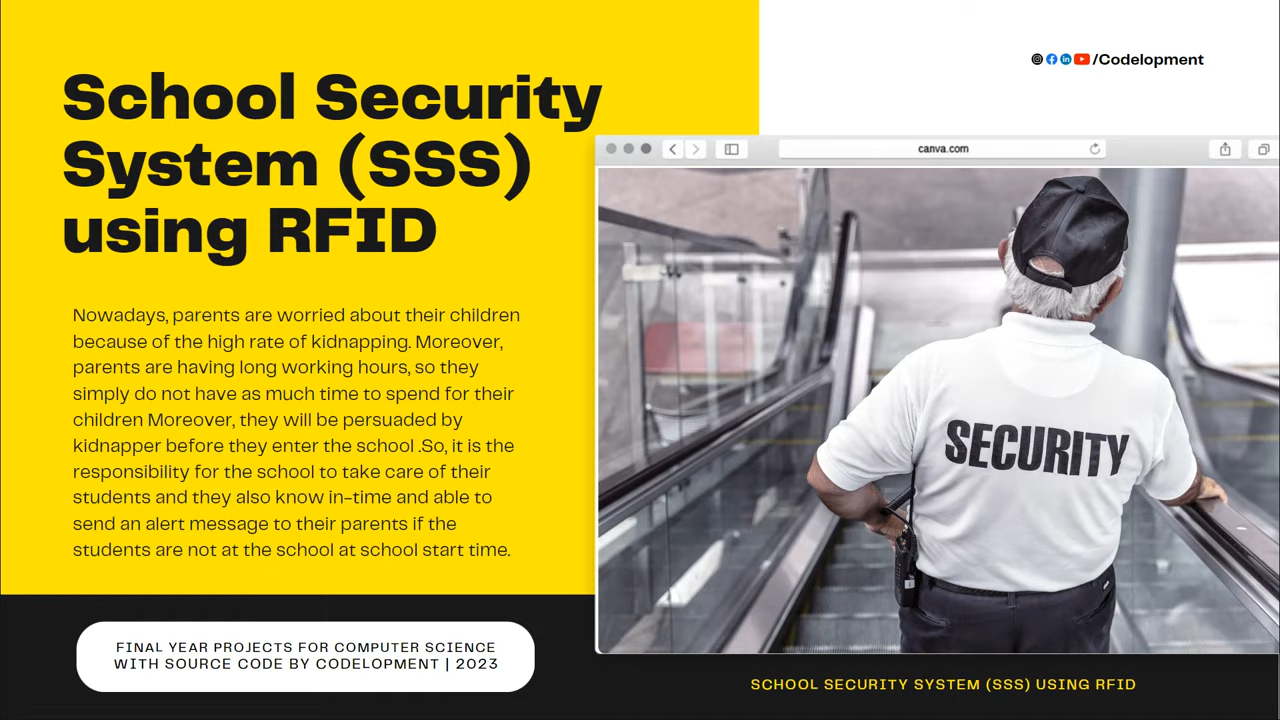 School Security
System (SSS)
using RFID
/Codelopment
canva.com
Nowadays, parents are worried about their children
because of the high rate of kidnapping. Moreover,
parents are having long working hours, so they
simply do not have as much time to spend for their
children Moreover, they will be persuaded by
kidnapper before they enter the school .So, it is the
responsibility for the school to take care of their
students and they also know in-time and able to
send an alert message to their parents if the
students are not at the school at school start time.
SECURITY
FINAL YEAR PROJECTS FOR COMPUTER SCIENCE
WITH SOURCE CODE BY CODELOPMENT | 2023
SCHOOL SECURITY SYSTEM (SSS) USING RFID